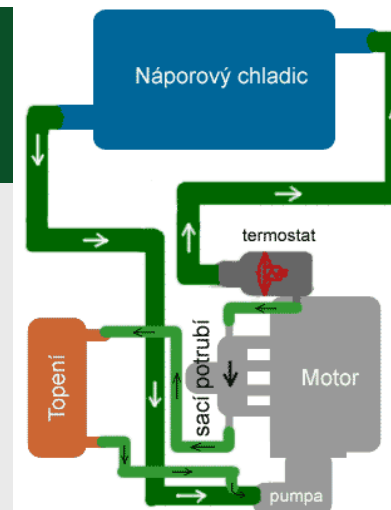 Náporový chladic
termostat
Topení
sací potrubí
Motor
pumpa